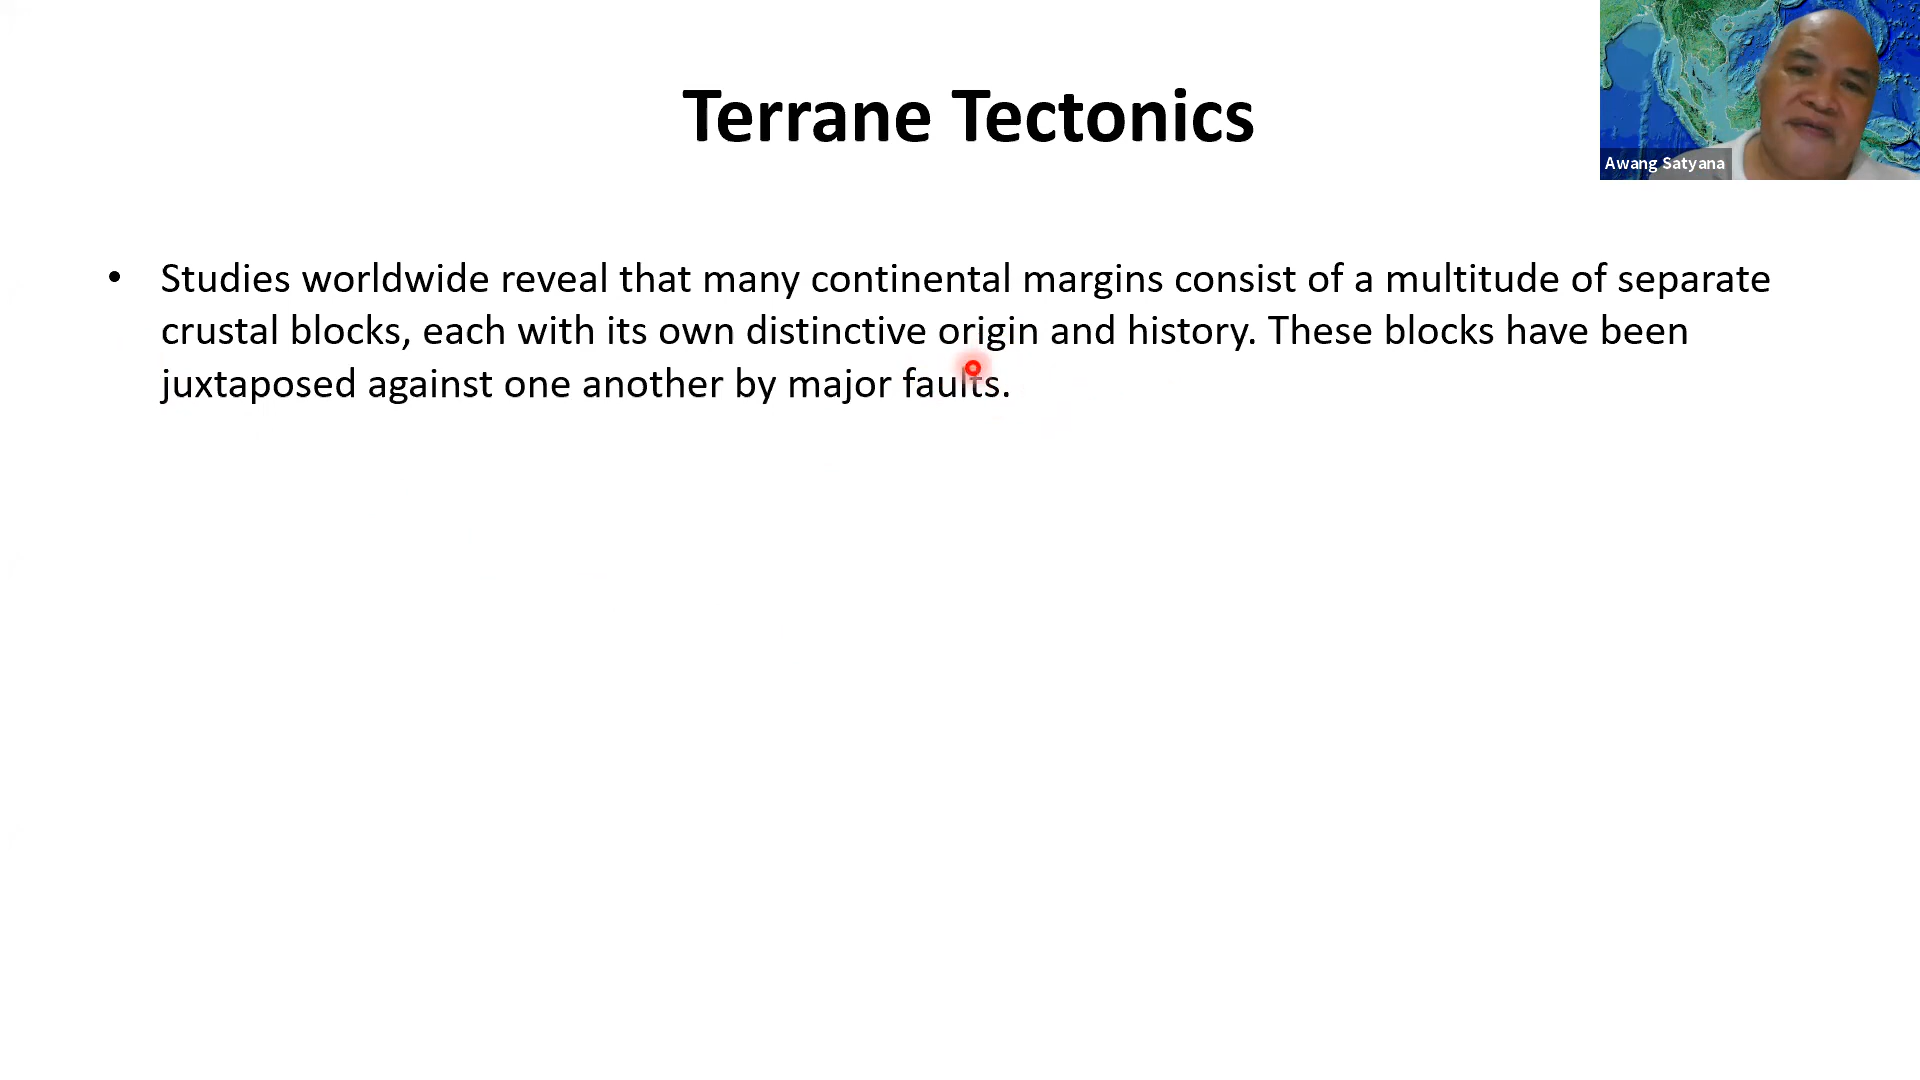 Terrane Tectonics
Awang Satyana
• Studies worldwide reveal that many continental margins consist of a multitude of separate
crustal blocks, each with its own distinctive origin and history. These blocks have been
juxtaposed against one another by major faults.